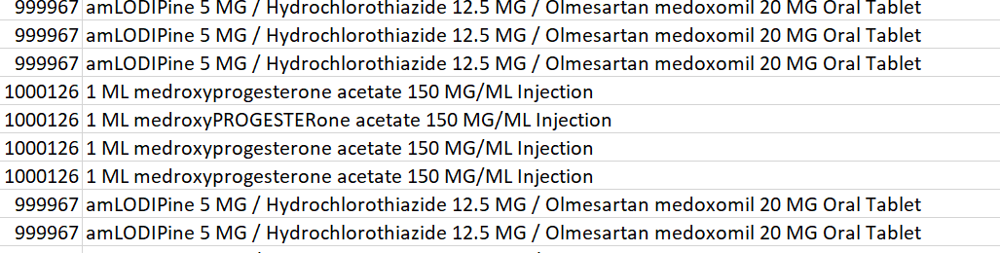 999967 amLODIPine 5 MG / Hydrochlorothiazide 12.5 MG / Olmesartan medoxomil 20 MG Oral Tablet
999967 amLODIPine 5 MG / Hydrochlorothiazide 12.5 MG / Olmesartan medoxomil 20 MG Oral Tablet
999967 amLODIPine 5 MG / Hydrochlorothiazide 12.5 MG / Olmesartan medoxomil 20 MG Oral Tablet
1000126 1 ML medroxyprogesterone acetate 150 MG/ML Injection
1000126 1 ML medroxyPROGESTERone acetate 150 MG/ML Injection
1000126 1 ML medroxyprogesterone acetate 150 MG/ML Injection
1000126 1 ML medroxyprogesterone acetate 150 MG/ML Injection
999967 amLODIPine 5 MG / Hydrochlorothiazide 12.5 MG / Olmesartan medoxomil 20 MG Oral Tablet
999967 amLODIPine 5 MG / Hydrochlorothiazide 12.5 MG / Olmesartan medoxomil 20 MG Oral Tablet